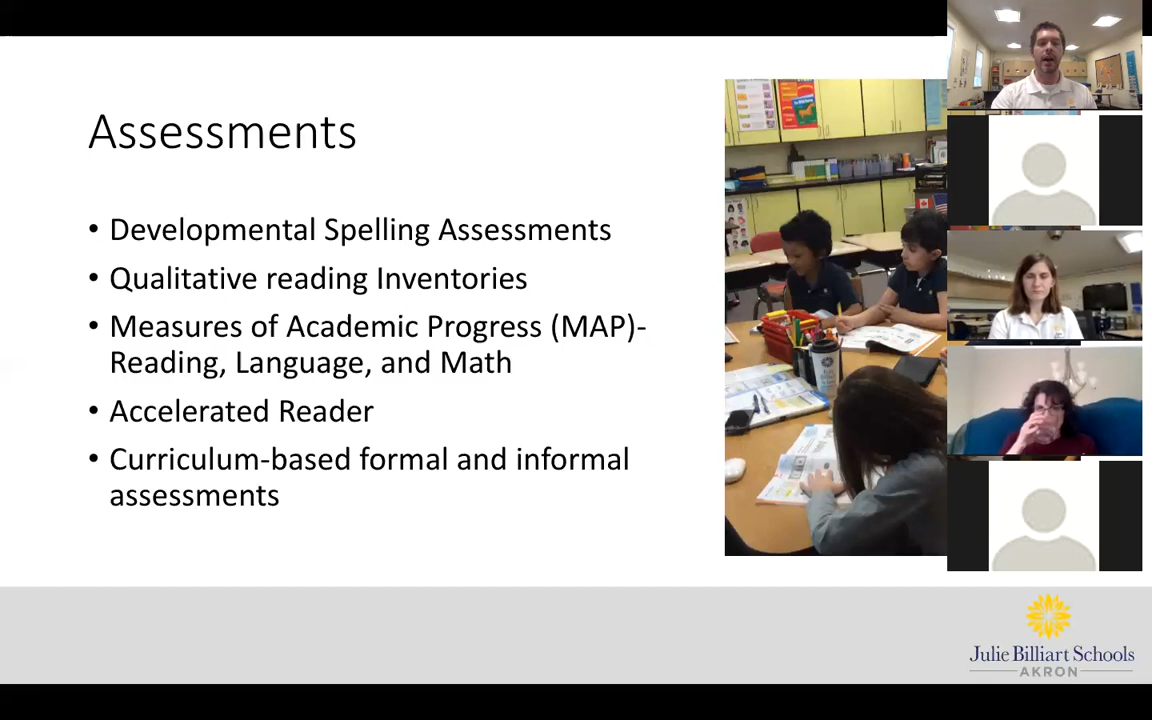 Assessments
• Developmental Spelling Assessments
• Qualitative reading Inventories
• Measures of Academic Progress (MAP)-
Reading, Language, and Math
• Accelerated Reader
• Curriculum-based formal and informal
assessments
Julie Billiart Schools
AKRON